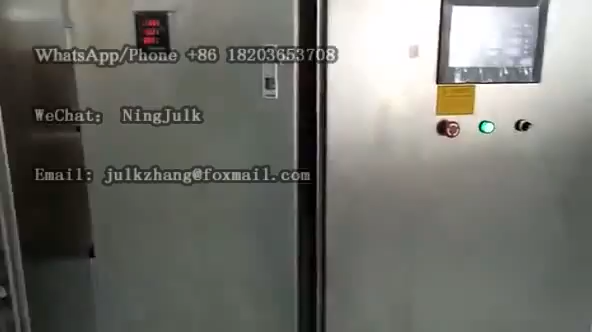 WhatsApp/Phone +86 18203653708
WeChat: NingJulk
Email: julkzhang@foxmail.com